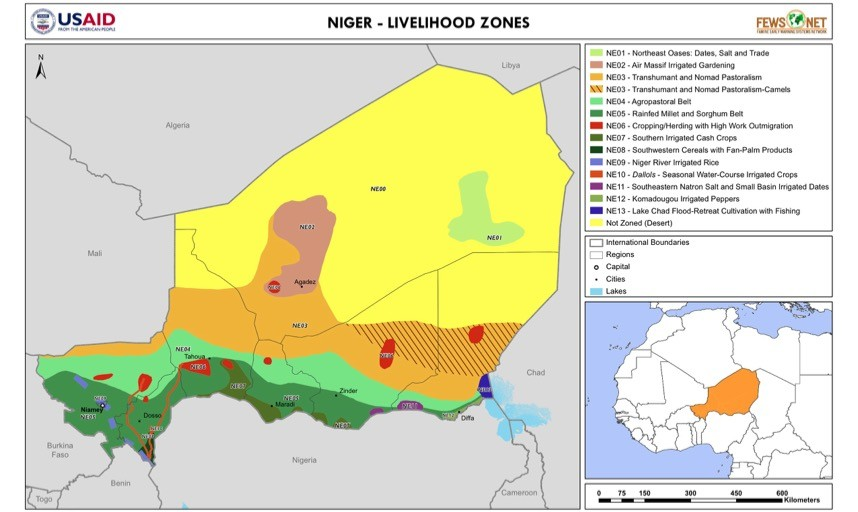 USAID
FROM THE AMERICAN PEOPLE
NIGER - LIVELIHOOD ZONES
FEWS NET
FAMINE EARLY WARNING SYSTEMS NETWORK
N
Libya
Algeria
Mali
Chad
Burkina
Faso
Benin
Togo
Nigeria
Cameroon
NE00
NE02
NE01
Agadez
NE03
NE04
Tahoua
NE06
NE07
NE05
Zinder
Maradi
Niamey
Dosso
Diffa
NE01 - Northeast Oases: Dates, Salt and Trade
NE02 - Air Massif Irrigated Gardening
NE03 - Transhumant and Nomad Pastoralism
NE03 - Transhumant and Nomad Pastoralism-Camels
NE04 - Agropastoral Belt
NE05 - Rainfed Millet and Sorghum Belt
NE06 - Cropping/Herding with High Work Outmigration
NE07 - Southern Irrigated Cash Crops
NE08 - Southwestern Cereals with Fan-Palm Products
NE09 - Niger River Irrigated Rice
NE10 - Dallols - Seasonal Water-Course Irrigated Crops
NE11 - Southeastern Natron Salt and Small Basin Irrigated Dates
NE12 - Komadougou Irrigated Peppers
NE13 - Lake Chad Flood-Retreat Cultivation with Fishing
Not Zoned (Desert)
International Boundaries
Regions
Capital
Cities
Lakes
0 75 150 300 450 600
Kilometers